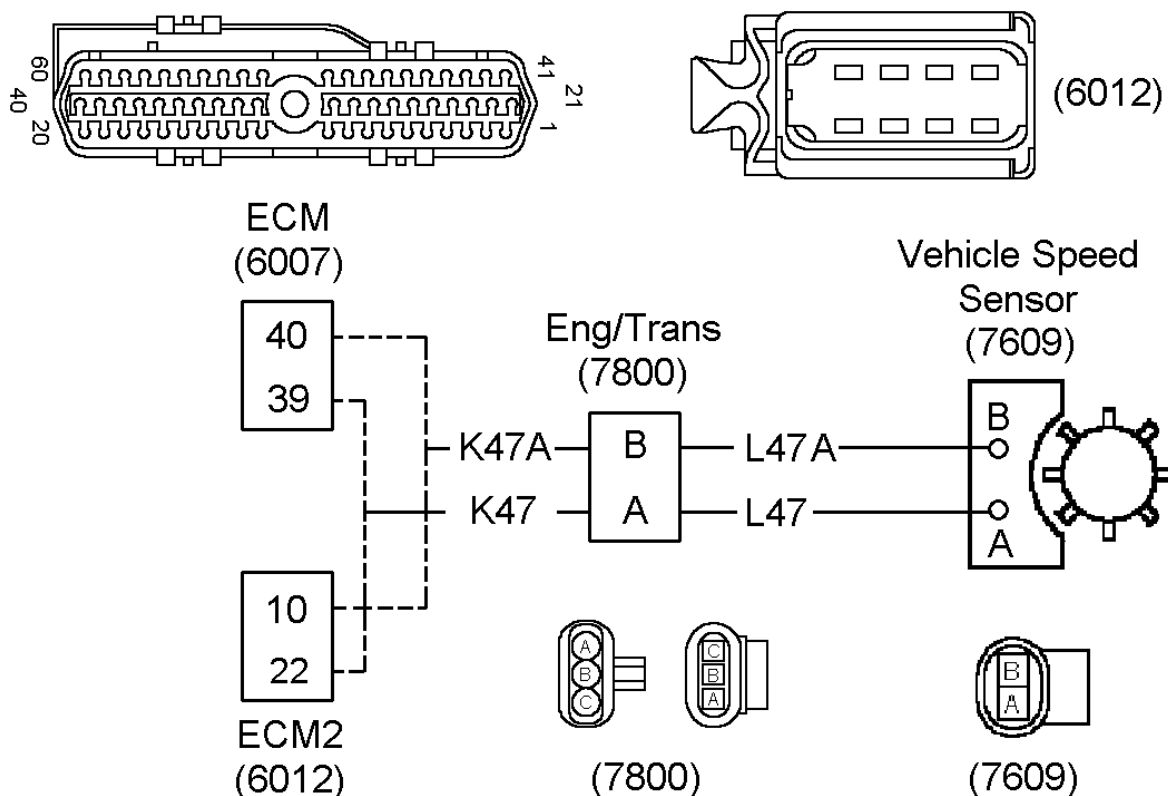 60
40
20
41
21
1
(6012)
ECM
(6007)
40
39
Eng/Trans
(7800)
Vehicle Speed
Sensor
(7609)
B
A
K47A
K47
B
A
L47A
L47
10
22
ECM2
(6012)
A
B
C
C
B
A
(7800)
B
A
(7609)